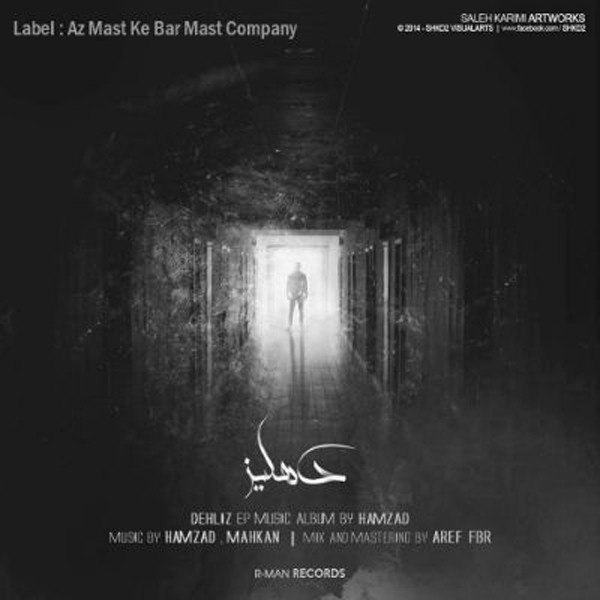 Label : Az Mast Ke Bar Mast Company
SALEH KARIMI ARTWORKS
© 2014 - SHKD2 VISUALARTS | www.facebook.com/ SHKD2
دهلیز
DEHLIZ EP MUSIC ALBUM BY HAMZAD
MUSIC BY HAMZAD , MAHKAN | MIX AND MASTERING BY AREF FBR
R-MAN RECORDS